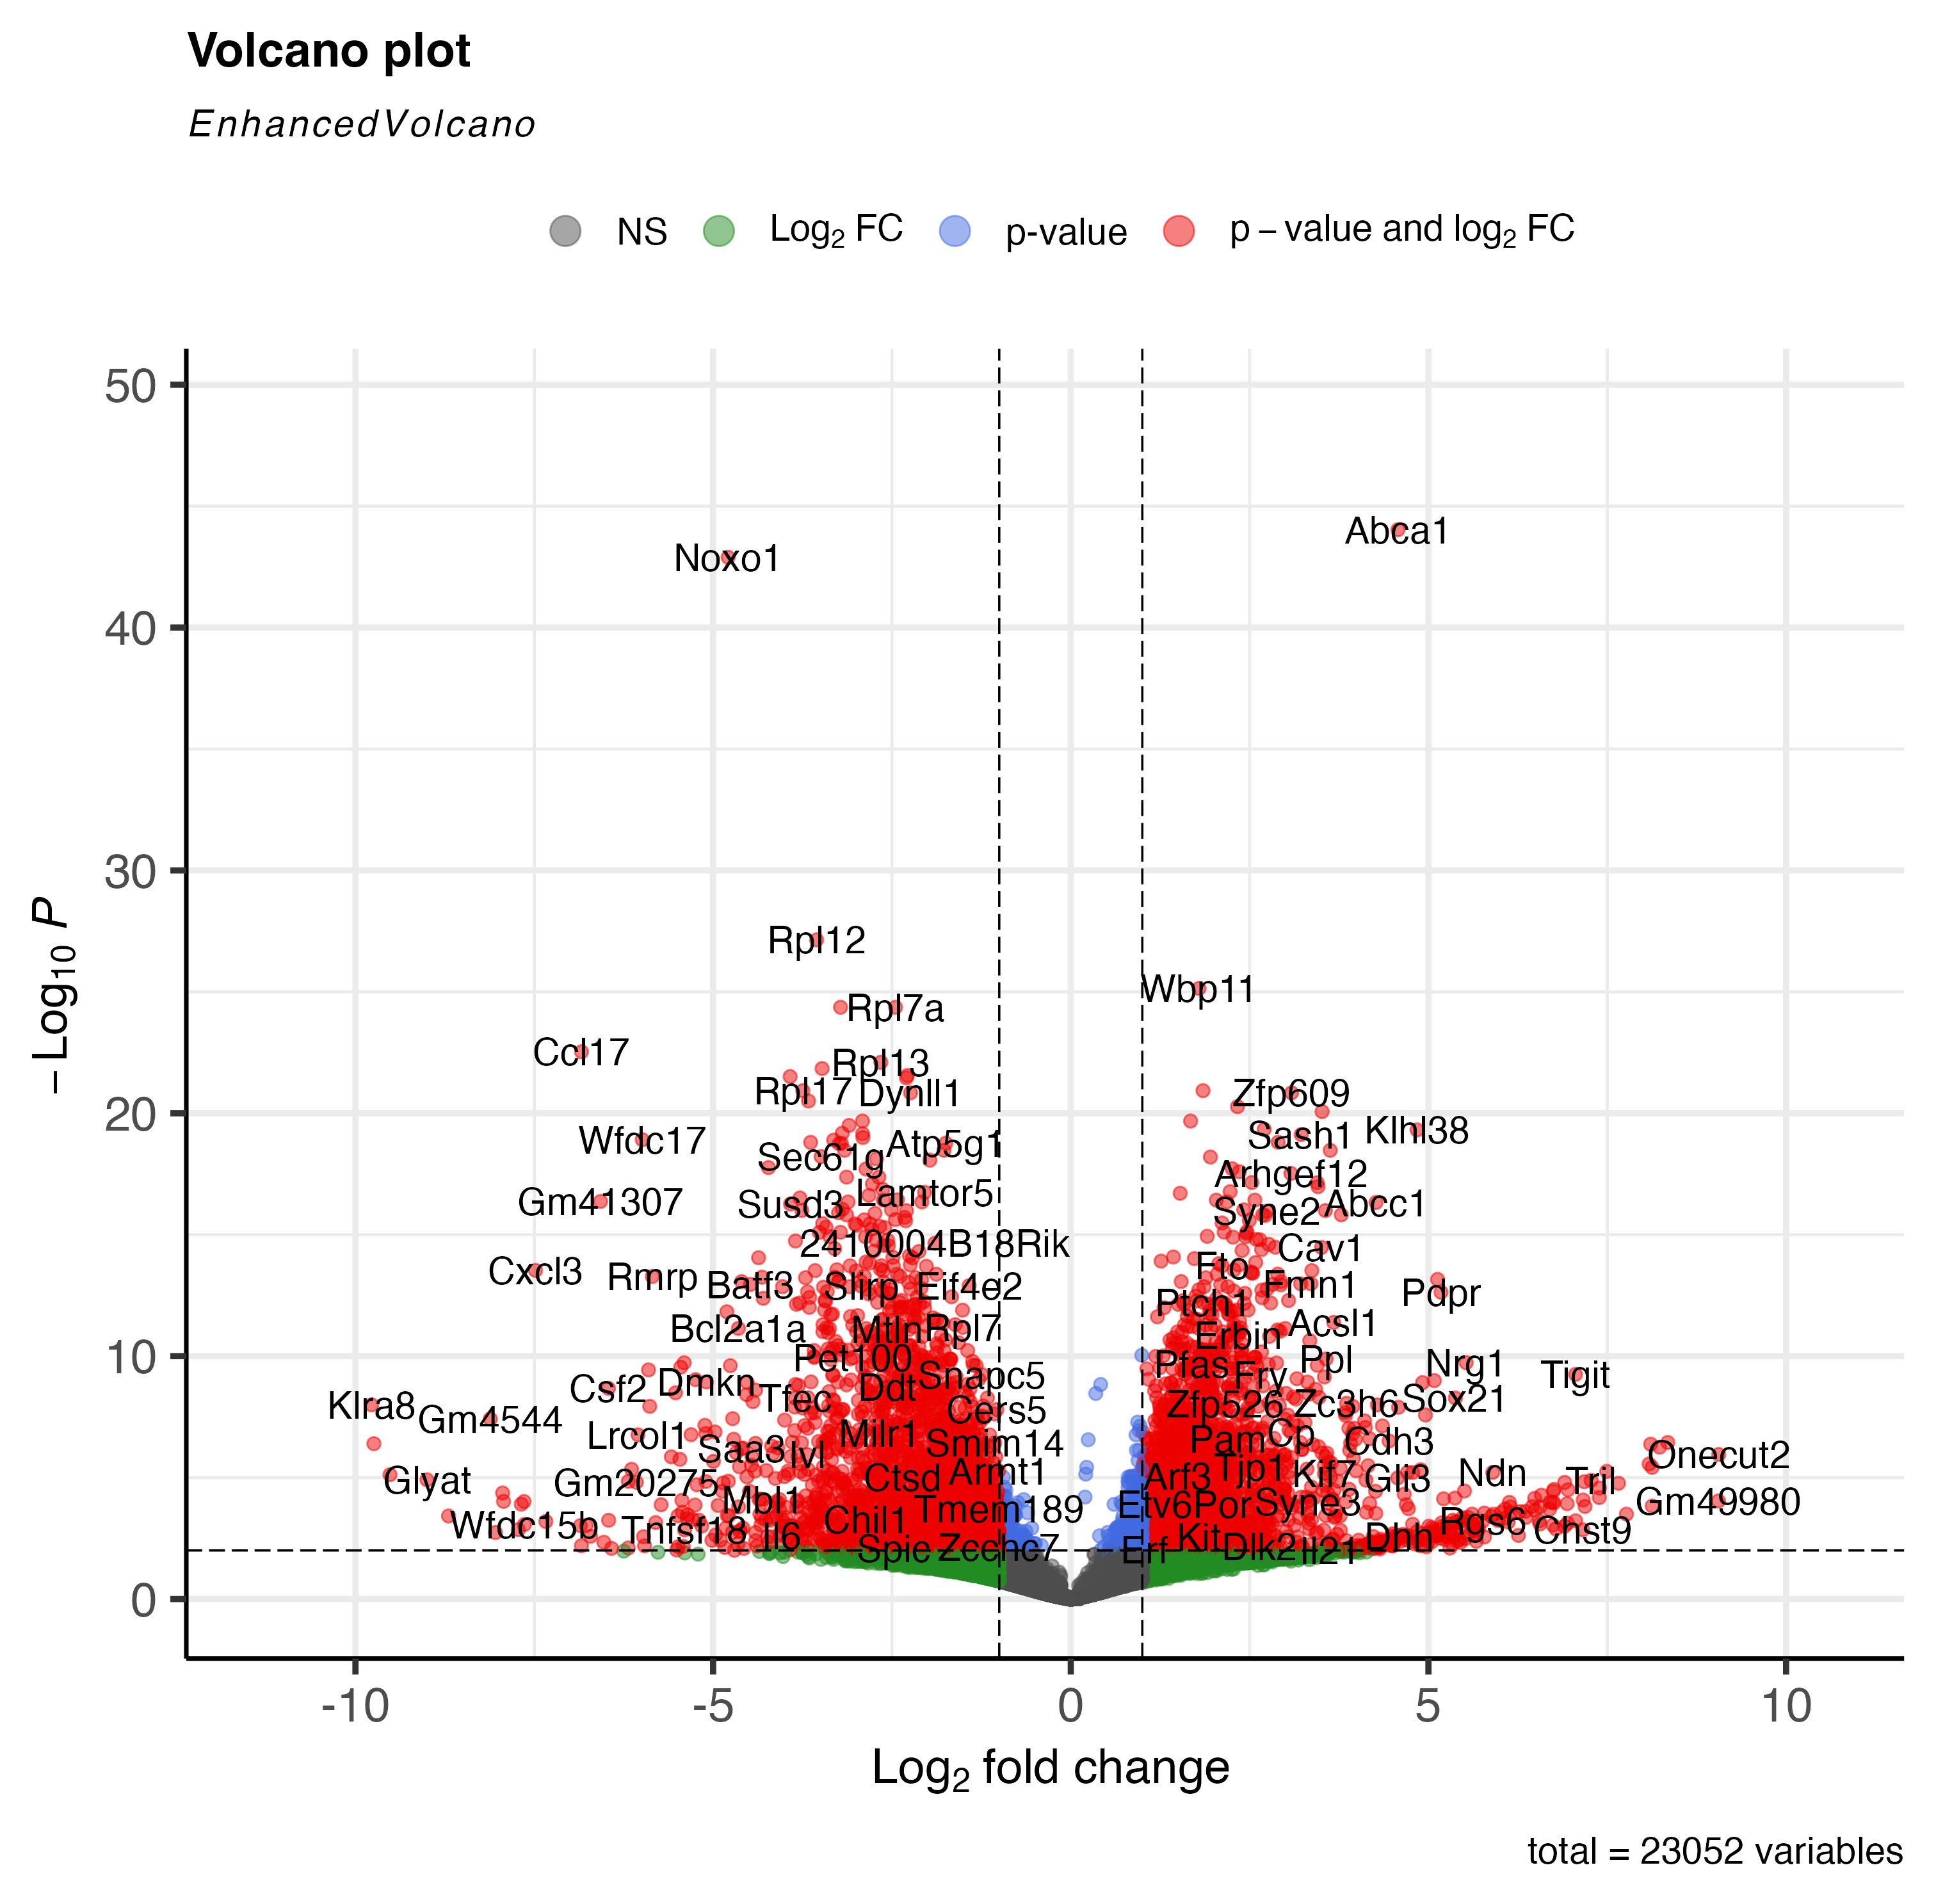 Volcano plot
EnhancedVolcano
NS Log2 FC p-value p − value and log2 FC
50
40
30
20
10
0
−Log10 P
Abca1
Noxo1
Rpl12
Wbp11
Rpl7a
Ccl17
Rpl13
Rpl17 Dynll1 Zfp609
Wfdc17 Atp5g1 Sash1 Klhl38
Sec61g Arhgef12
Gm41307 Susd3 Lamtor5 Syne2 Abcc1
2410004B18Rik Cav1
Cxcl3 Rmrp Batf3 Slirp Eif4e2 Fto Fmn1 Pdpr
Ptch1
Bcl2a1a Mtln Rpl7 Erbin Acsl1
Pet100 Pfas Ppl Nrg1 Tigit
Csf2 Dmkn Tfec Ddt Snapc5 Fry
Klra8 Gm4544 Cers5 Zfp526 Zc3h6 Sox21
Lrcol1 Saa3 Ivl Milr1 Smim14 Pam Cp Cdh3 Onecut2
Glyat Gm20275 Ctsd Armt1 Arf3 Tjp1 Kif7 Gli3 Ndn Tril
Mbl1 Chil1 Tmem189 Etv6 Por Syne3 Gm49980
Wfdc15b Tnfsf18 Il6 Kit Dhh Rgs6 Chst9
Spic Zcchc7 Erf Dlk2 Il21
-10 -5 0 5 10
Log2 fold change
total = 23052 variables